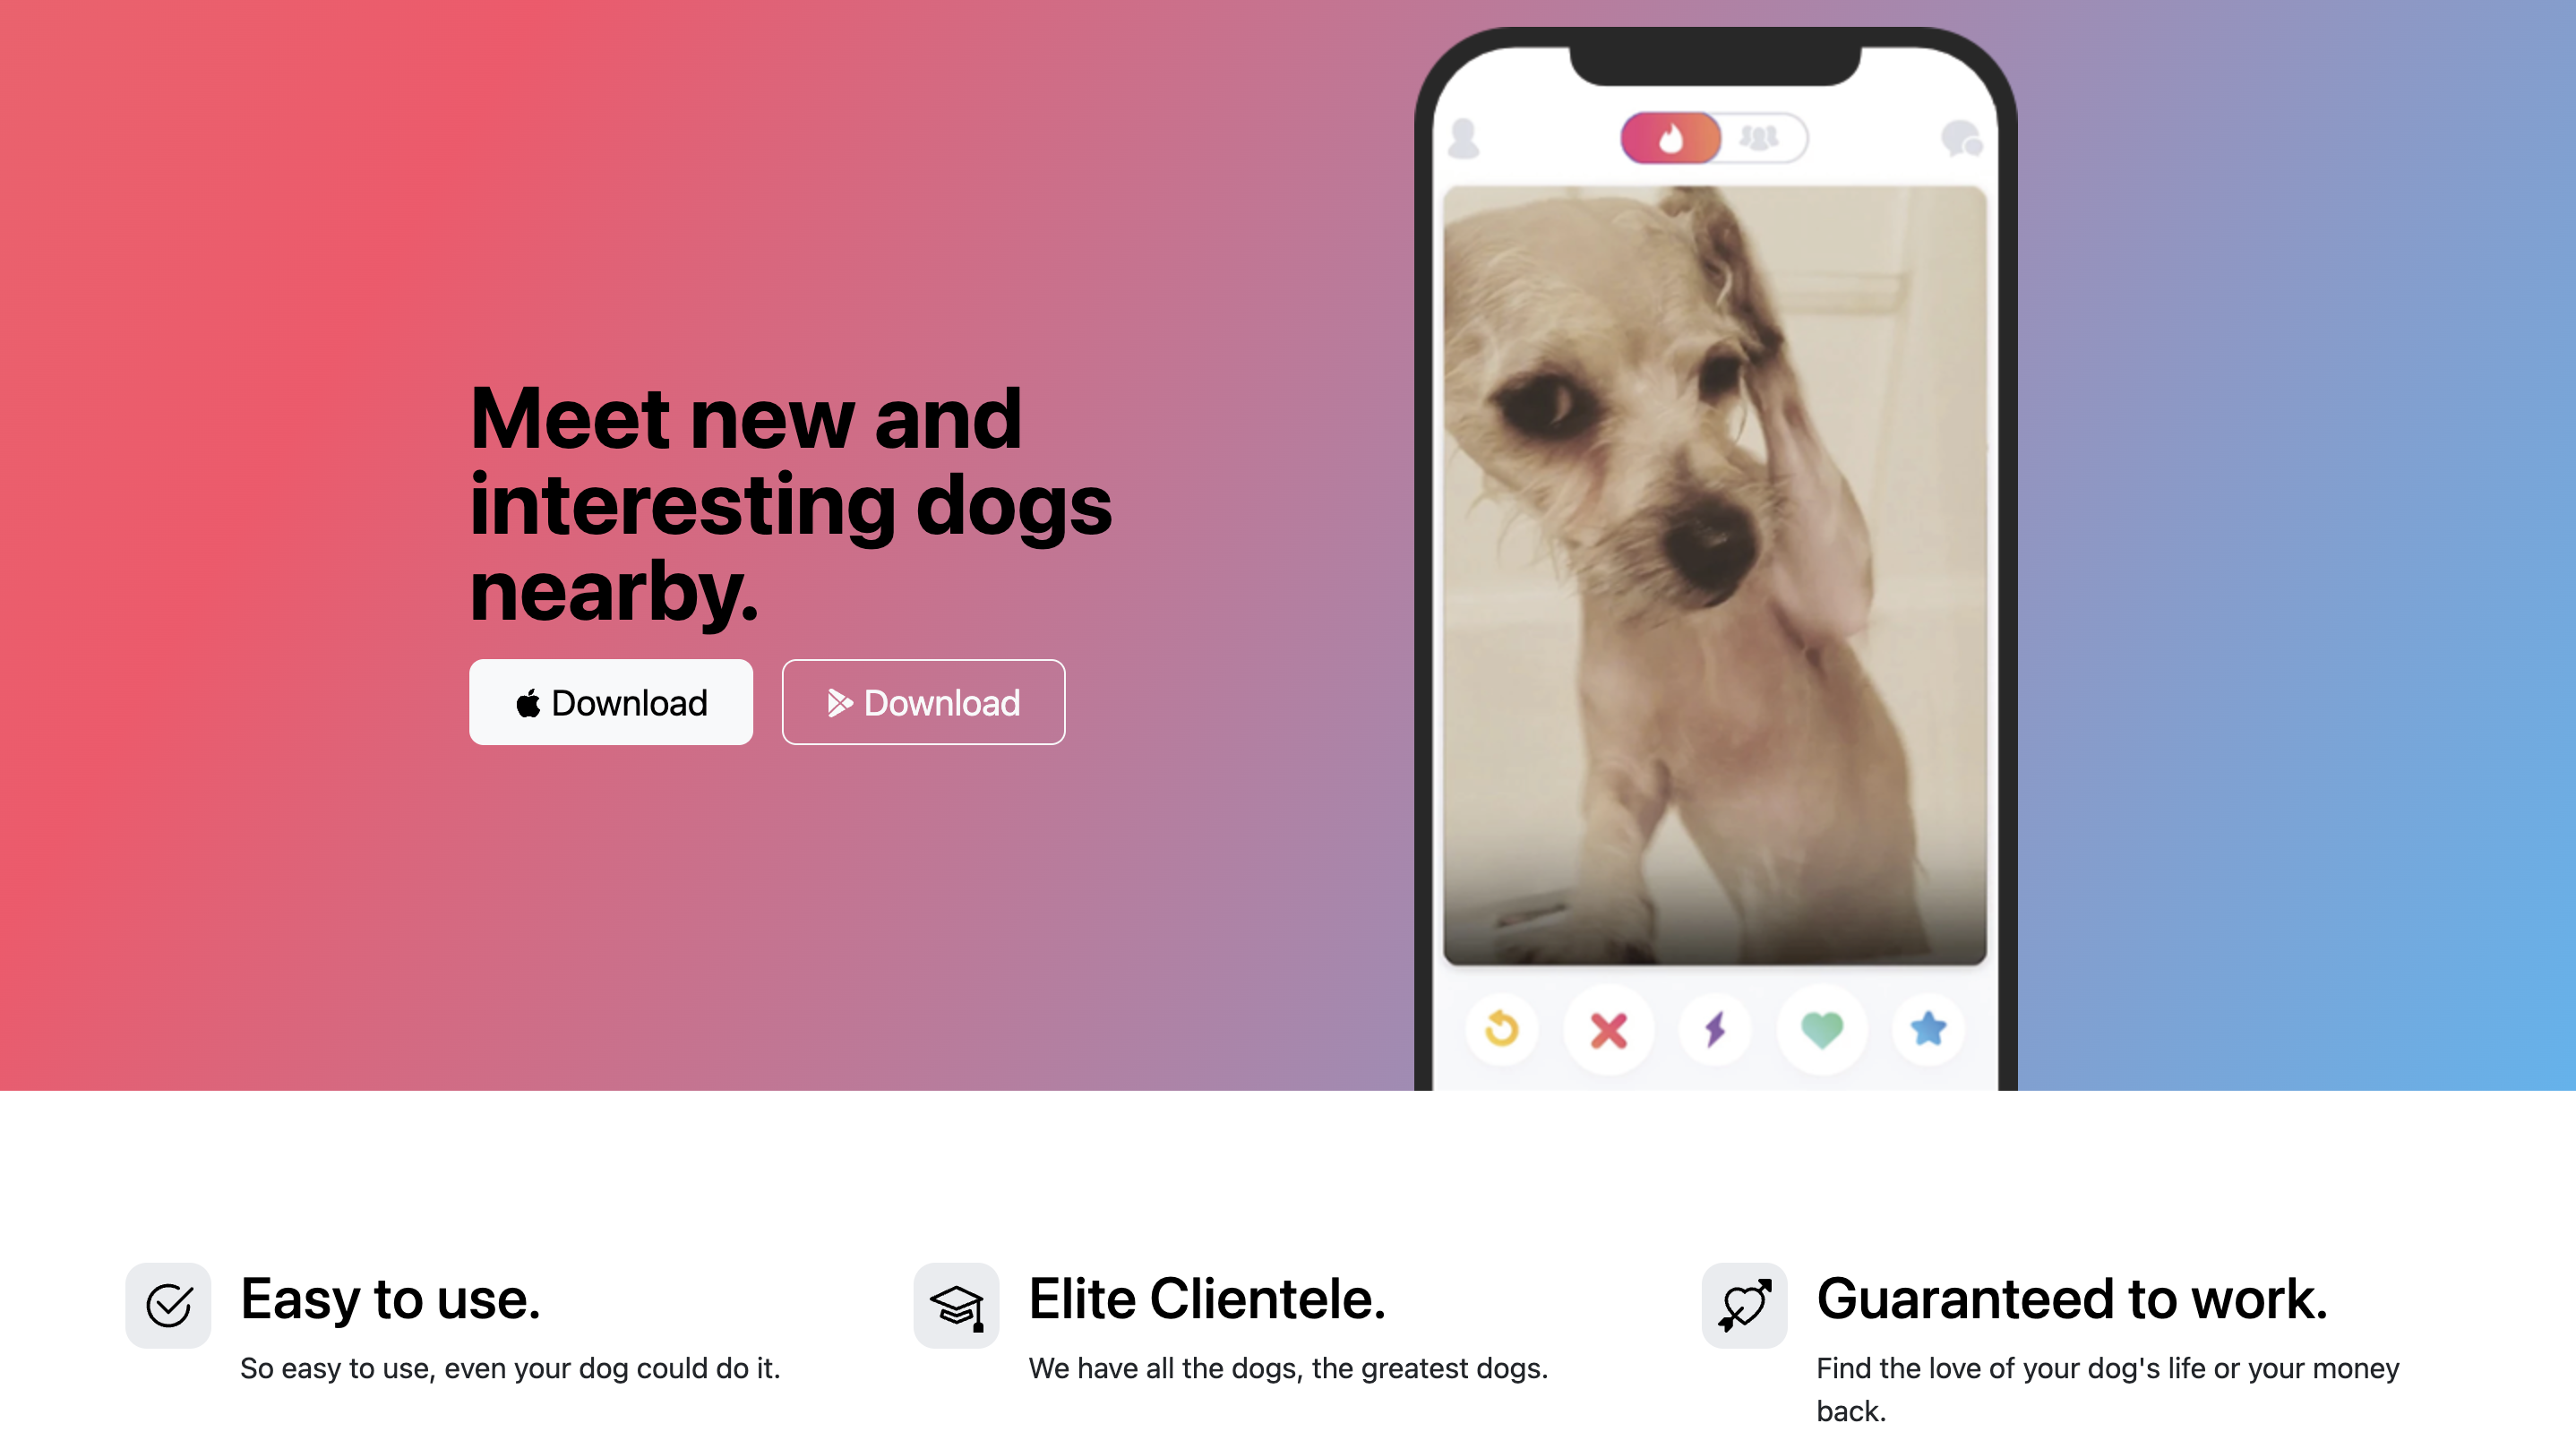 Meet new and
interesting dogs
nearby.
Download
Download
Easy to use.
So easy to use, even your dog could do it.
Elite Clientele.
We have all the dogs, the greatest dogs.
Guaranteed to work.
Find the love of your dog's life or your money
back.